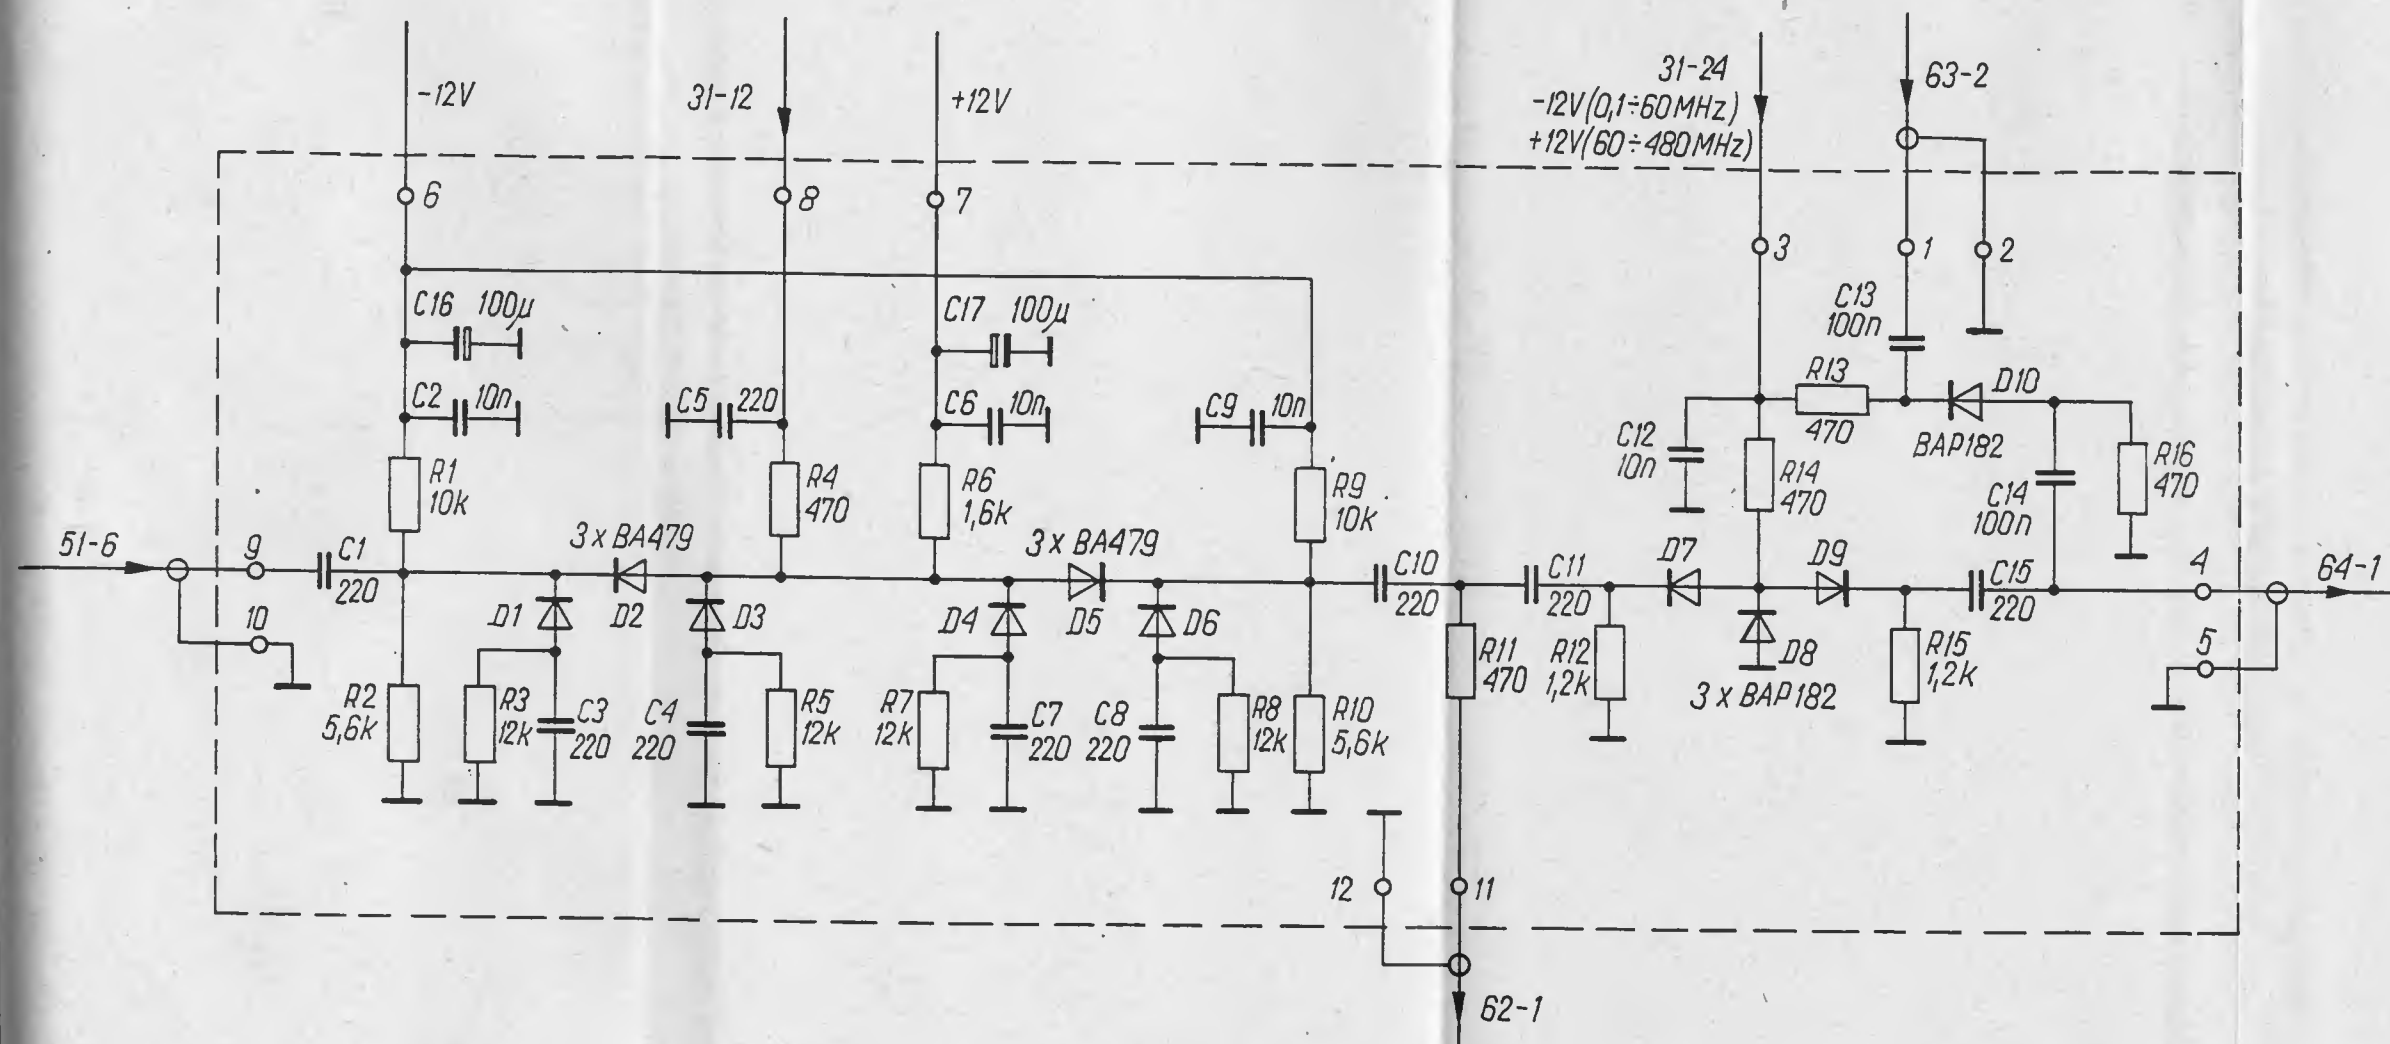 -12V
31-12
+12V
31-24
-12V(0,1÷60MHz)
+12V(60÷480MHz)
63-2
6
8
7
3
1
2
C16 100µ
C17 100µ
C13
100n
C2 10n
C5 220
C6 10n
C9 10n
R13
470
D10
BAP182
C12
10n
R1
10k
R4
470
R6
1,6k
R9
10k
R14
470
C14
100n
R16
470
51-6
9
C1
220
3xBA479
3xBA479
C10
220
C11
220
D7
D9
C15
220
4
64-1
10
D1
D2
D3
D4
D5
D6
D8
3xBAP182
5
R2
5,6k
R3
12k
C3
220
C4
220
R5
12k
R7
12k
C7
220
C8
220
R8
12k
R10
5,6k
R11
470
R12
1,2k
R15
1,2k
12
11
62-1